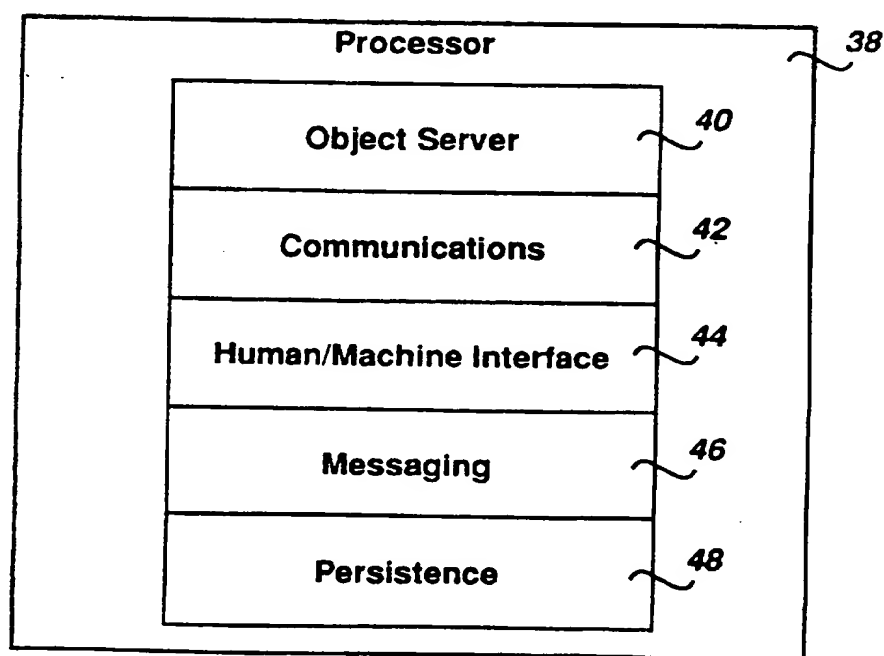 Processor 38
Object Server 40
Communications 42
Human/Machine Interface 44
Messaging 46
Persistence 48